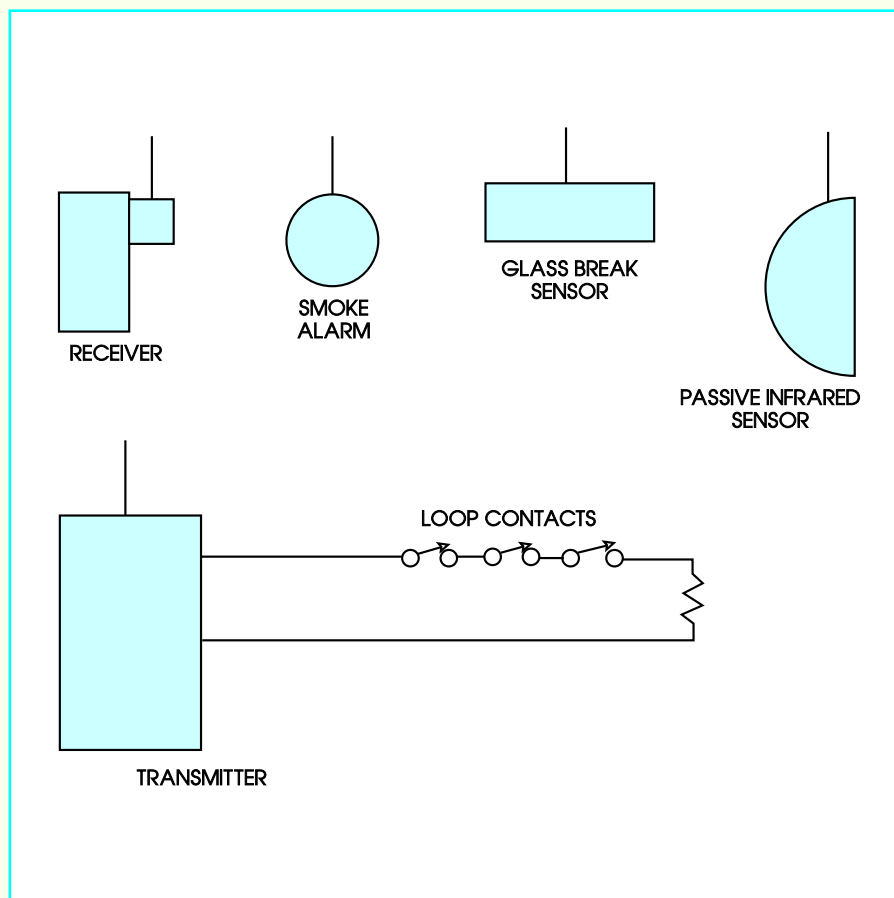 RECEIVER
SMOKE
ALARM
GLASS BREAK
SENSOR
PASSIVE INFRARED
SENSOR
LOOP CONTACTS
TRANSMITTER